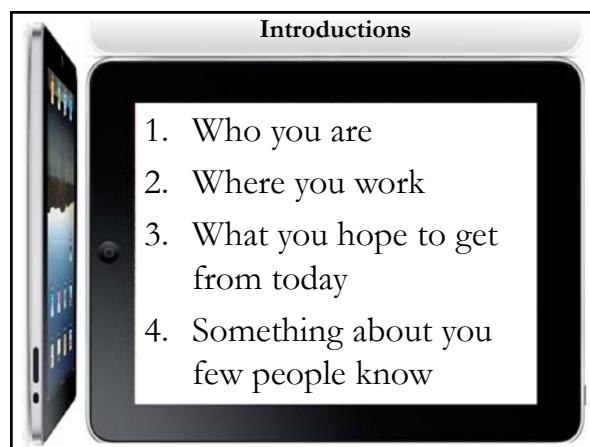 Introductions
1. Who you are
2. Where you work
3. What you hope to get
from today
4. Something about you
few people know